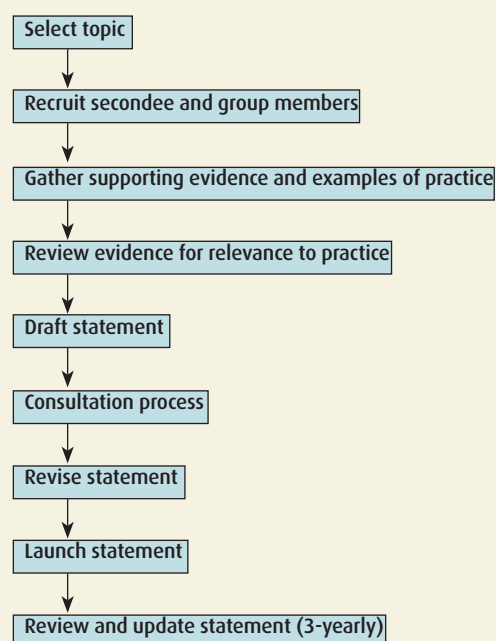 Select topic
Recruit secondee and group members
Gather supporting evidence and examples of practice
Review evidence for relevance to practice
Draft statement
Consultation process
Revise statement
Launch statement
Review and update statement (3-yearly)